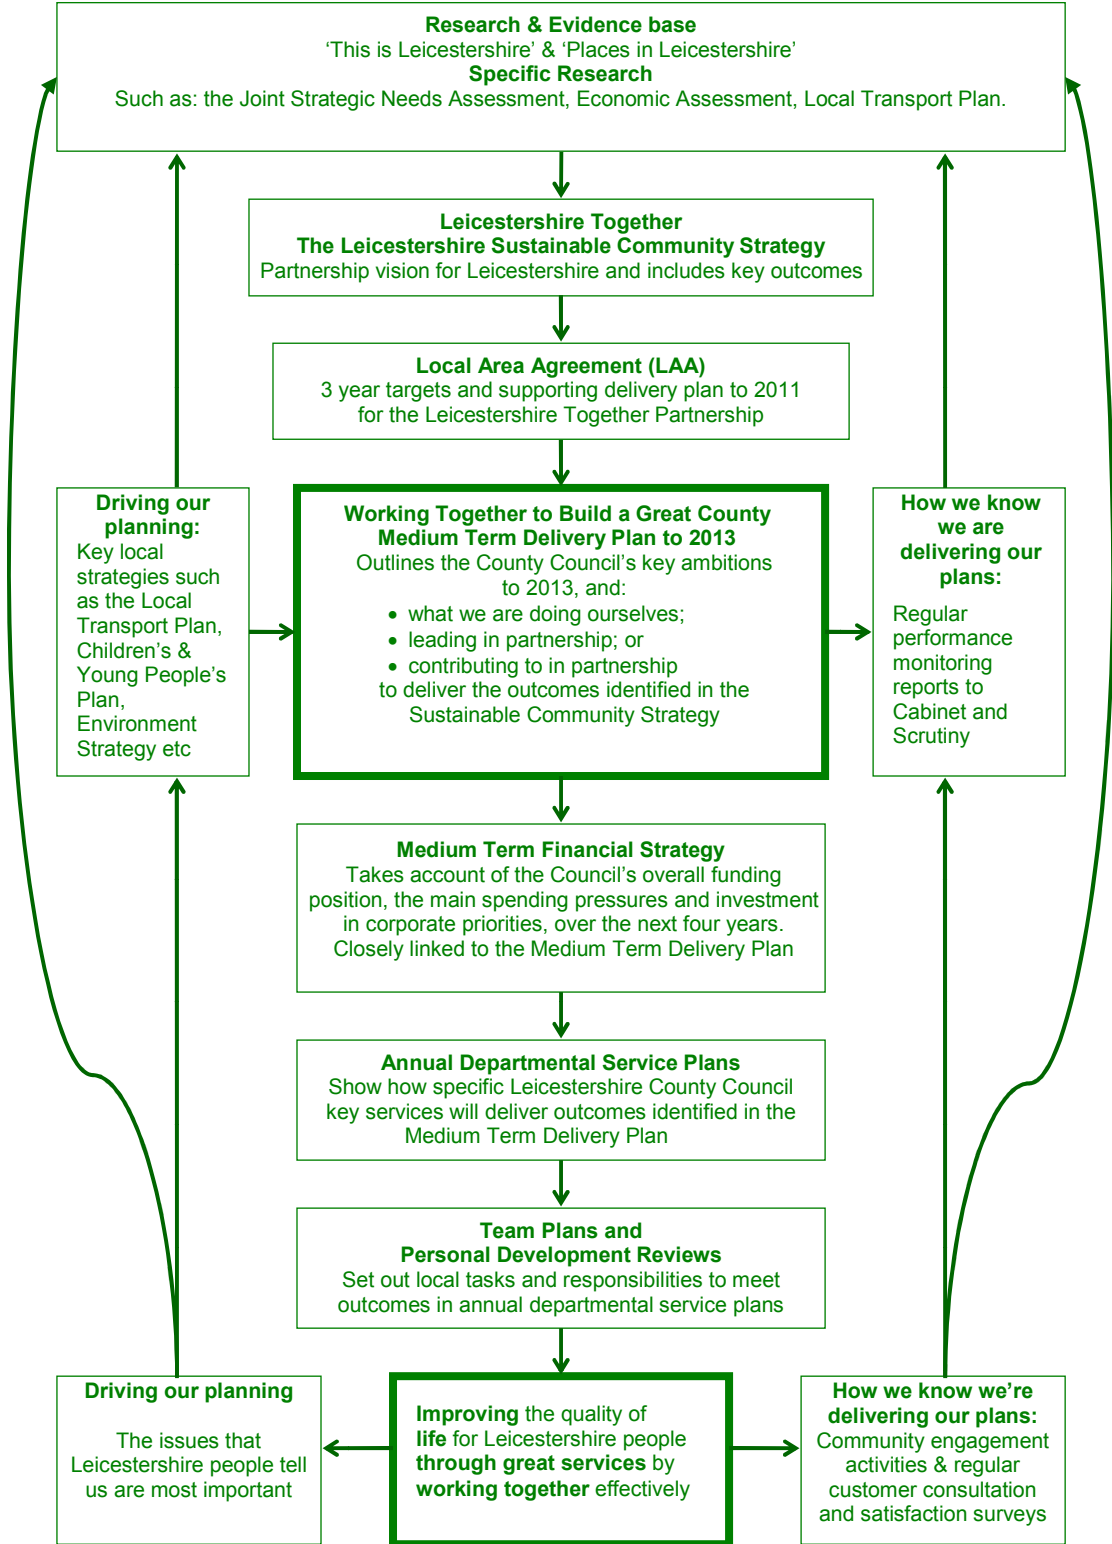 Research & Evidence base
‘This is Leicestershire’ & ‘Places in Leicestershire’
Specific Research
Such as: the Joint Strategic Needs Assessment, Economic Assessment, Local Transport Plan.
Leicestershire Together
The Leicestershire Sustainable Community Strategy
Partnership vision for Leicestershire and includes key outcomes
Local Area Agreement (LAA)
3 year targets and supporting delivery plan to 2011
for the Leicestershire Together Partnership
Driving our
planning:
Key local
strategies such
as the Local
Transport Plan,
Children’s &
Young People’s
Plan,
Environment
Strategy etc
Working Together to Build a Great County
Medium Term Delivery Plan to 2013
Outlines the County Council’s key ambitions
to 2013, and:
• what we are doing ourselves;
• leading in partnership; or
• contributing to in partnership
to deliver the outcomes identified in the
Sustainable Community Strategy
How we know
we are
delivering our
plans:
Regular
performance
monitoring
reports to
Cabinet and
Scrutiny
Medium Term Financial Strategy
Takes account of the Council’s overall funding
position, the main spending pressures and investment
in corporate priorities, over the next four years.
Closely linked to the Medium Term Delivery Plan
Annual Departmental Service Plans
Show how specific Leicestershire County Council
key services will deliver outcomes identified in the
Medium Term Delivery Plan
Team Plans and
Personal Development Reviews
Set out local tasks and responsibilities to meet
outcomes in annual departmental service plans
Driving our planning
The issues that
Leicestershire people tell
us are most important
Improving the quality of
life for Leicestershire people
through great services by
working together effectively
How we know we’re
delivering our plans:
Community engagement
activities & regular
customer consultation
and satisfaction surveys